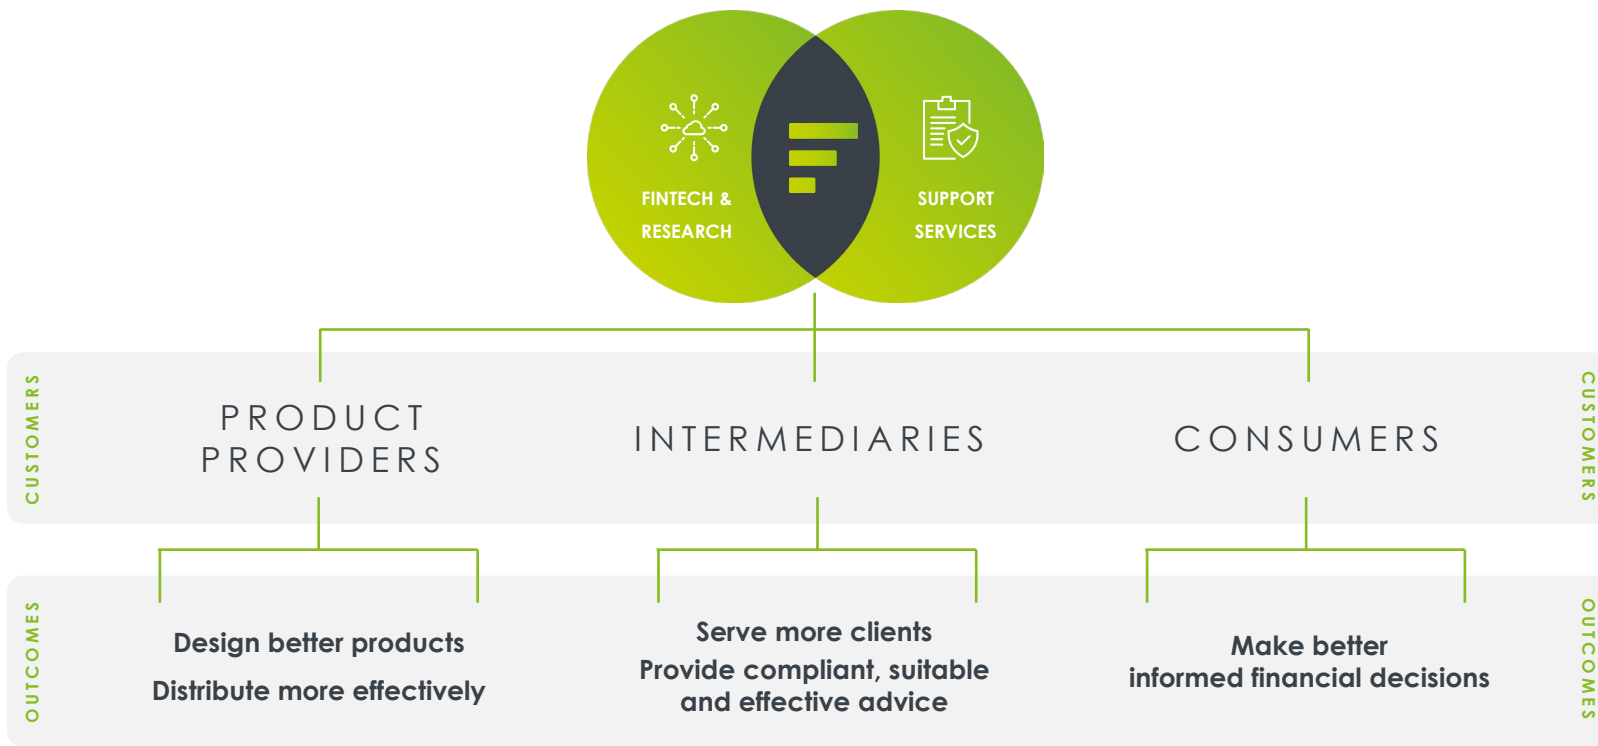 FINTECH &
RESEARCH
SUPPORT
SERVICES
CUSTOMERS
PRODUCT
PROVIDERS
INTERMEDIARIES
CONSUMERS
CUSTOMERS
OUTCOMES
Design better products
Distribute more effectively
Serve more clients
Provide compliant, suitable
and effective advice
Make better
informed financial decisions
OUTCOMES